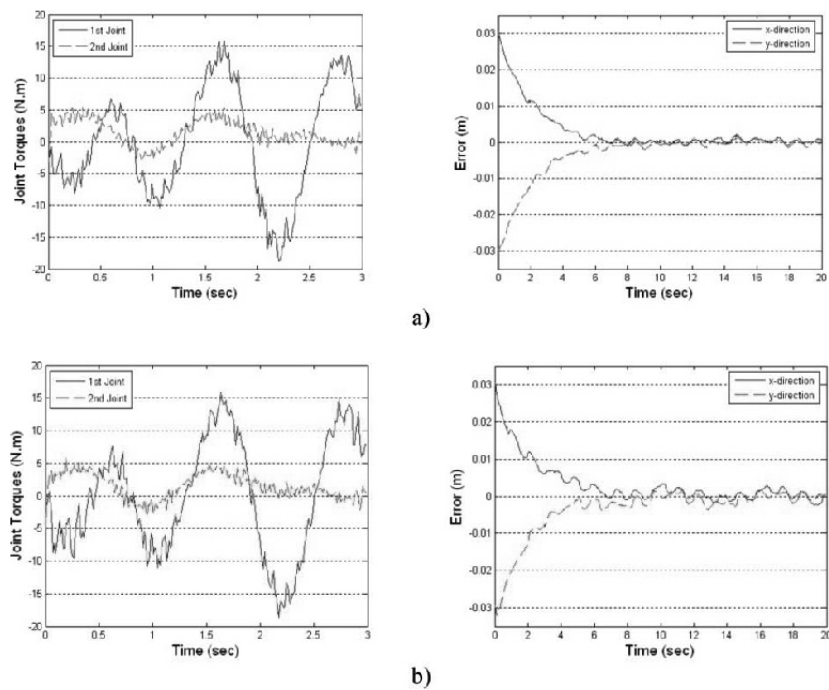 20
15
10
5
0
-5
-10
-15
-20
Joint Torques (N.m)
1st Joint
2nd Joint
0 0.5 1 1.5 2 2.5 3
Time (sec)
0.03
0.02
0.01
0
-0.01
-0.02
-0.03
Error (m)
x-direction
y-direction
0 2 4 6 8 10 12 14 16 18 20
Time (sec)
a)
20
15
10
5
0
-5
-10
-15
-20
Joint Torques (N.m)
1st Joint
2nd Joint
0 0.5 1 1.5 2 2.5 3
Time (sec)
0.03
0.02
0.01
0
-0.01
-0.02
-0.03
Error (m)
x-direction
y-direction
0 2 4 6 8 10 12 14 16 18 20
Time (sec)
b)